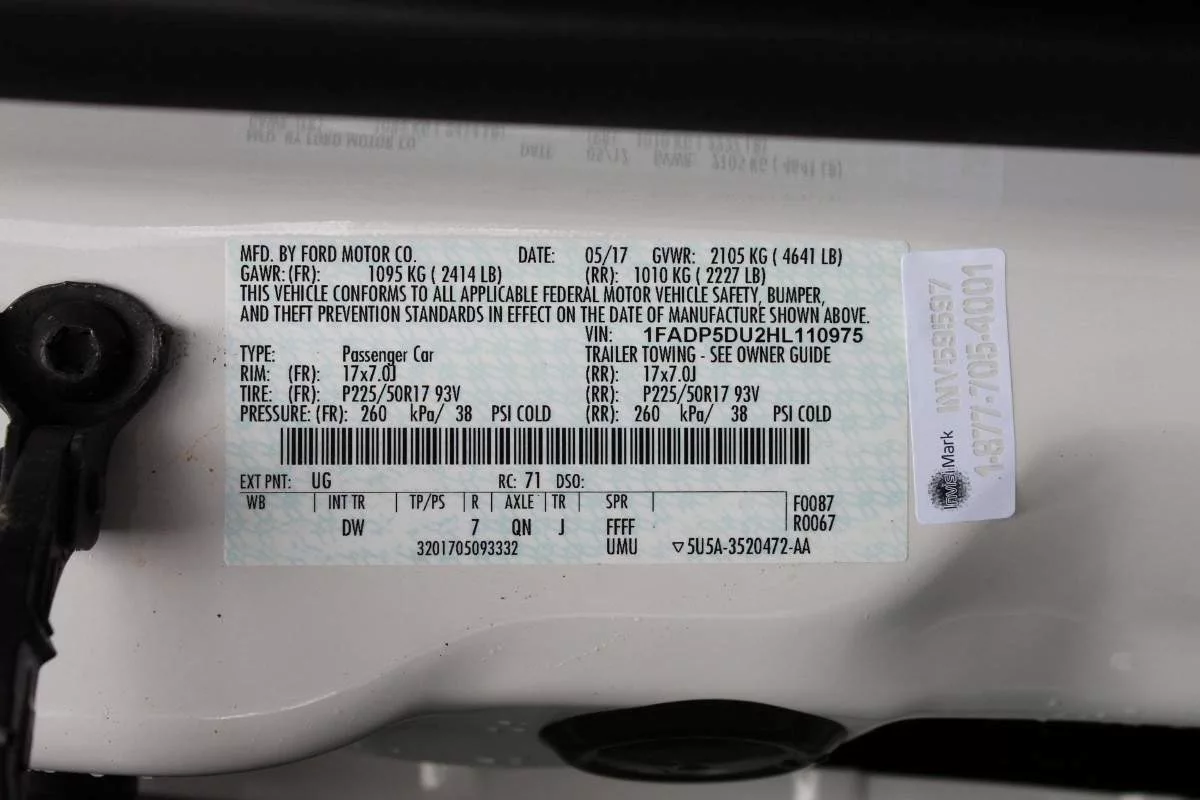 MFD. BY FORD MOTOR CO. DATE: 05/17 GVWR: 2105 KG ( 4641 LB)
GAWR: (FR): 1095 KG ( 2414 LB) (RR): 1010 KG ( 2227 LB)
THIS VEHICLE CONFORMS TO ALL APPLICABLE FEDERAL MOTOR VEHICLE SAFETY, BUMPER,
AND THEFT PREVENTION STANDARDS IN EFFECT ON THE DATE OF MANUFACTURE SHOWN ABOVE.
VIN: 1FADP5DU2HL110975
TYPE: Passenger Car TRAILER TOWING - SEE OWNER GUIDE
RIM: (FR): 17x7.0J (RR): 17x7.0J
TIRE: (FR): P225/50R17 93V (RR): P225/50R17 93V
PRESSURE: (FR): 260 kPa/ 38 PSI COLD (RR): 260 kPa/ 38 PSI COLD
EXT PNT: UG RC: 71 DSO:
WB INT TR TP/PS R AXLE TR SPR F0087
DW 7 QN J FFFF R0067
3201705093332 UMU ▽5U5A-3520472-AA
Mark INV591597
1-877-7015-4001